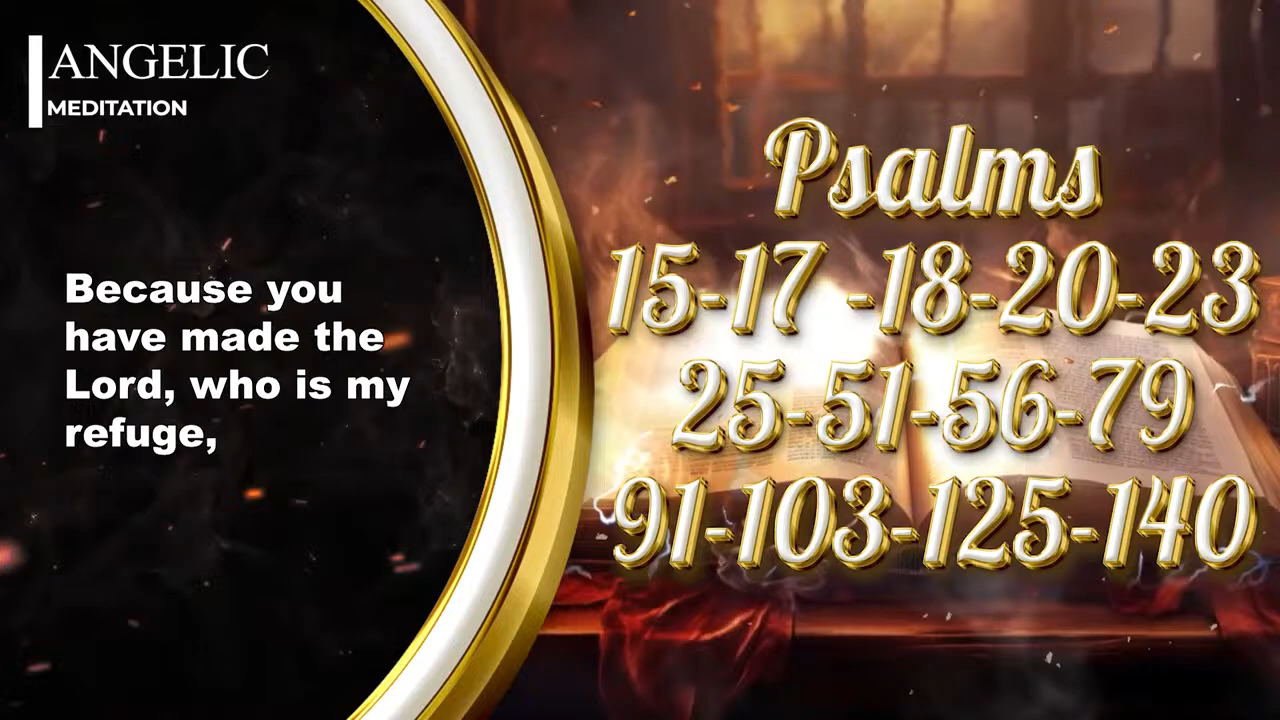 ANGELIC
MEDITATION
Because you
have made the
Lord, who is my
refuge,
Psalms
15-17 -18-20-23
25-51-56-79
91-103-125-140